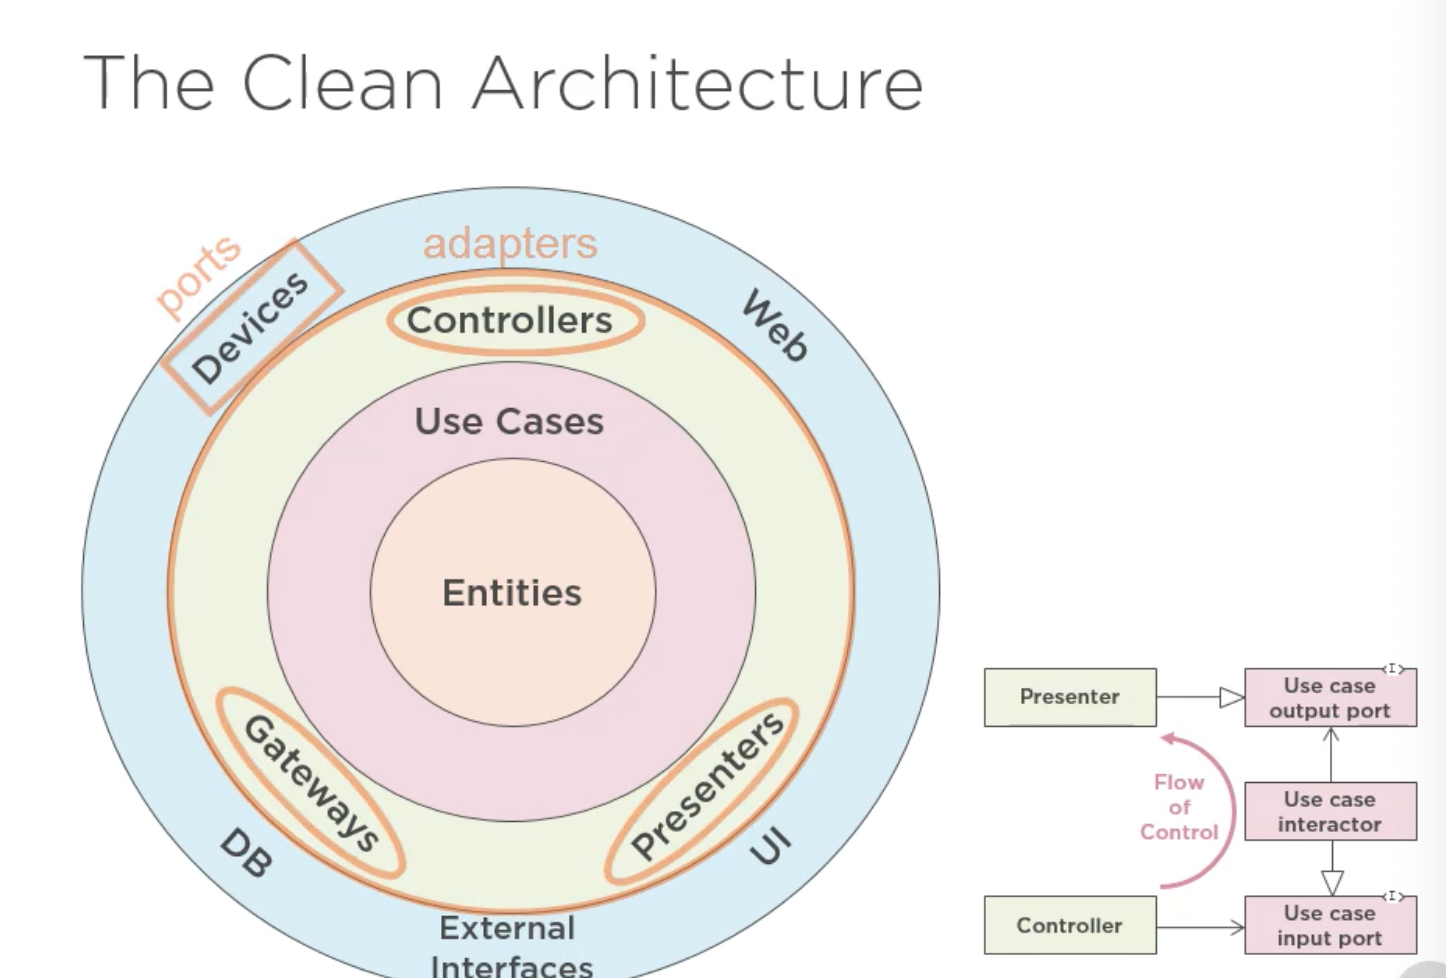 The Clean Architecture
ports
adapters
Devices
Controllers
Web
Use Cases
Entities
Gateways
Presenters
DB
UI
External
Interfaces
Presenter
I
Use case
output port
Flow
of
Control
Use case
interactor
Controller
I
Use case
input port